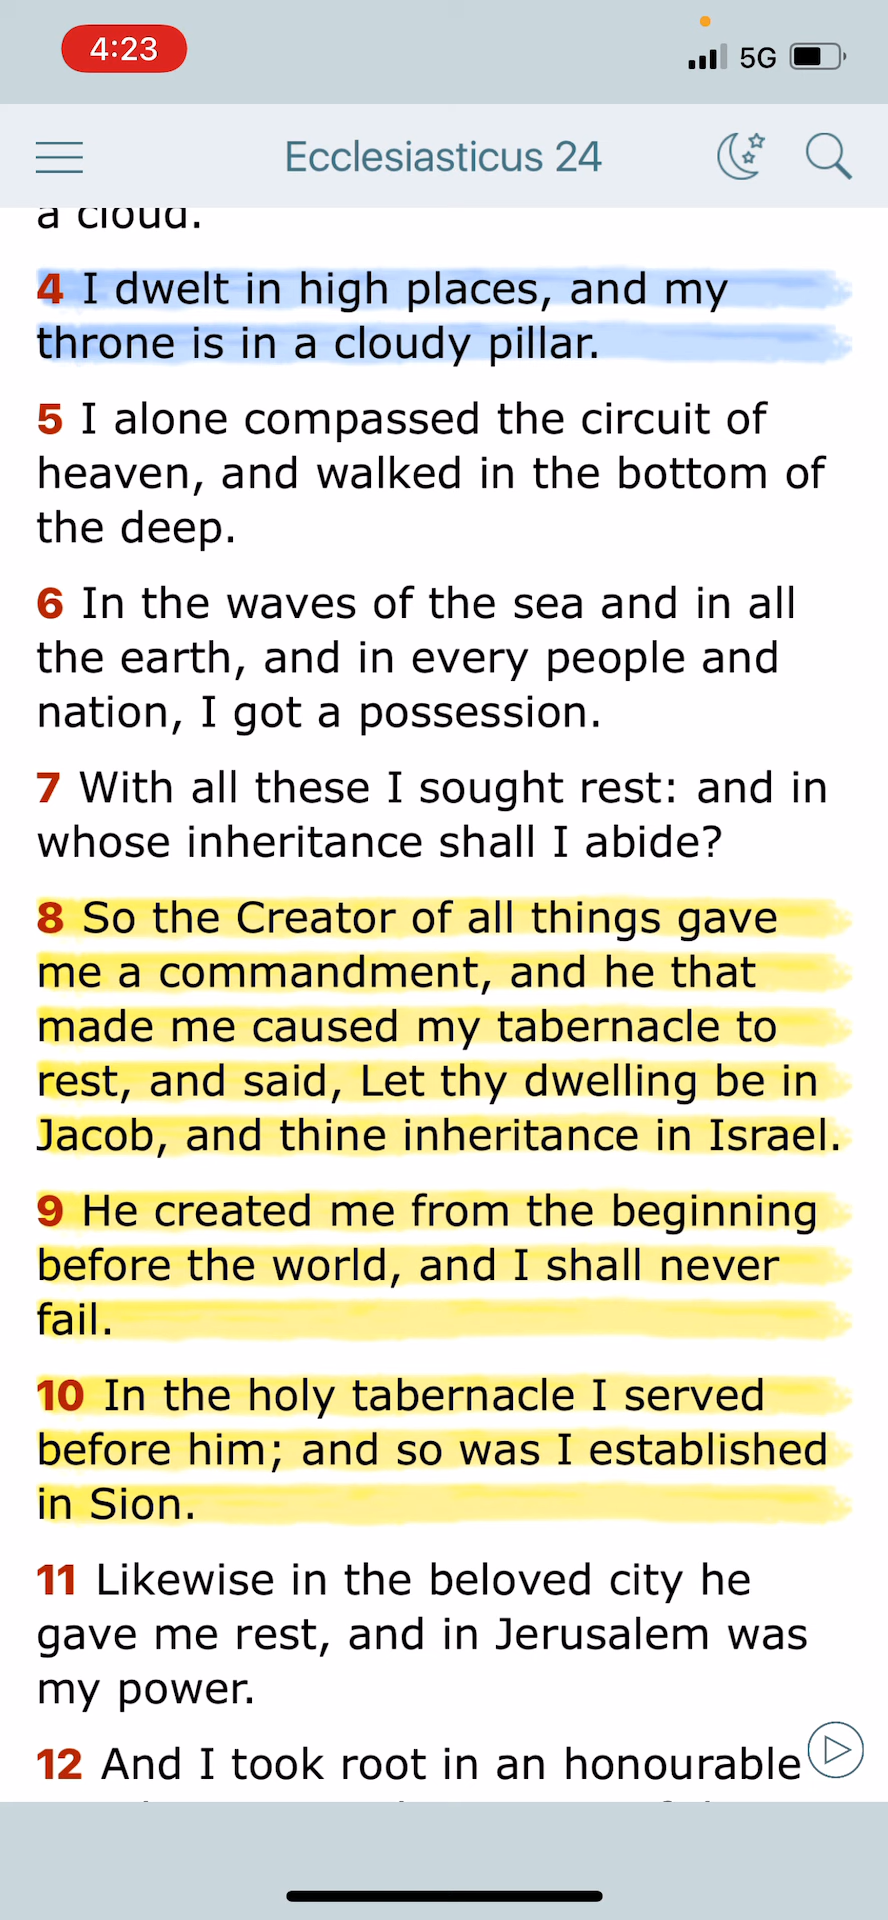 4:23
5G
Ecclesiasticus 24
a cloud.
4 I dwelt in high places, and my
throne is in a cloudy pillar.
5 I alone compassed the circuit of
heaven, and walked in the bottom of
the deep.
6 In the waves of the sea and in all
the earth, and in every people and
nation, I got a possession.
7 With all these I sought rest: and in
whose inheritance shall I abide?
8 So the Creator of all things gave
me a commandment, and he that
made me caused my tabernacle to
rest, and said, Let thy dwelling be in
Jacob, and thine inheritance in Israel.
9 He created me from the beginning
before the world, and I shall never
fail.
10 In the holy tabernacle I served
before him; and so was I established
in Sion.
11 Likewise in the beloved city he
gave me rest, and in Jerusalem was
my power.
12 And I took root in an honourable